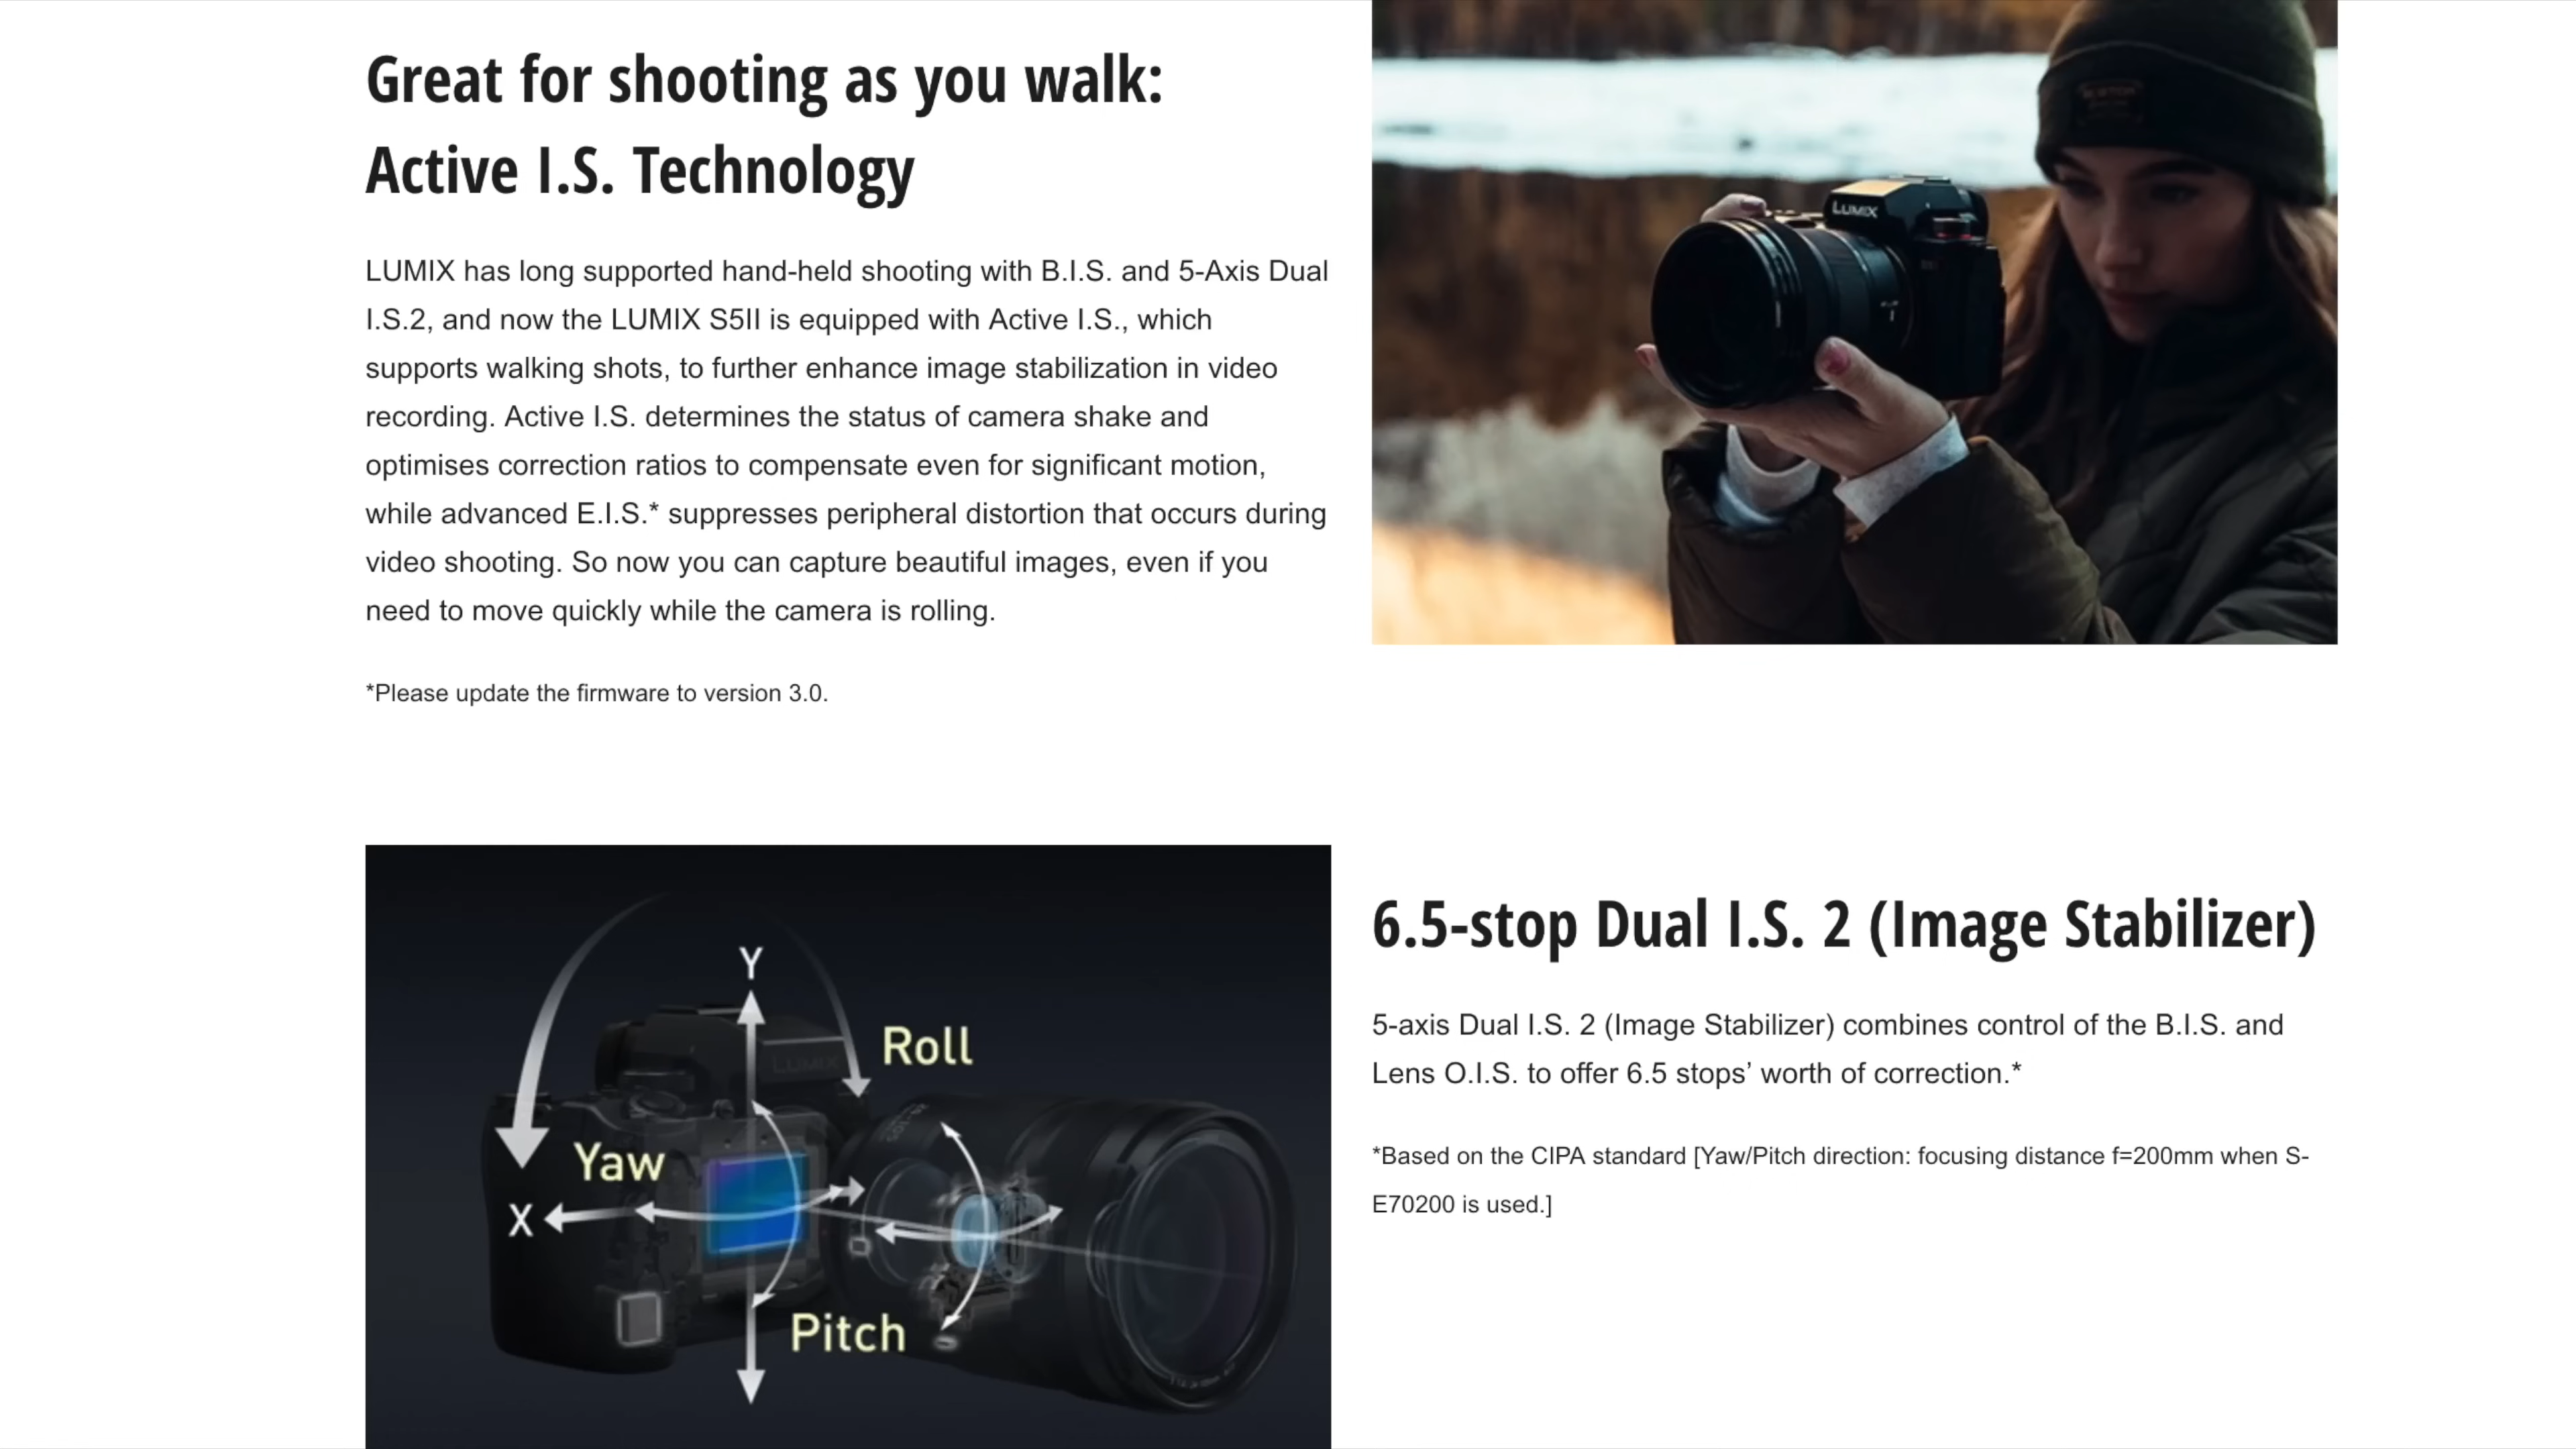 Great for shooting as you walk:
Active I.S. Technology
LUMIX has long supported hand-held shooting with B.I.S. and 5-Axis Dual
I.S.2, and now the LUMIX S5II is equipped with Active I.S., which
supports walking shots, to further enhance image stabilization in video
recording. Active I.S. determines the status of camera shake and
optimises correction ratios to compensate even for significant motion,
while advanced E.I.S.* suppresses peripheral distortion that occurs during
video shooting. So now you can capture beautiful images, even if you
need to move quickly while the camera is rolling.
*Please update the firmware to version 3.0.
LUMIX
Y
Roll
LUMIX
Yaw
X
Pitch
6.5-stop Dual I.S. 2 (Image Stabilizer)
5-axis Dual I.S. 2 (Image Stabilizer) combines control of the B.I.S. and
Lens O.I.S. to offer 6.5 stops’ worth of correction.*
*Based on the CIPA standard [Yaw/Pitch direction: focusing distance f=200mm when S-
E70200 is used.]